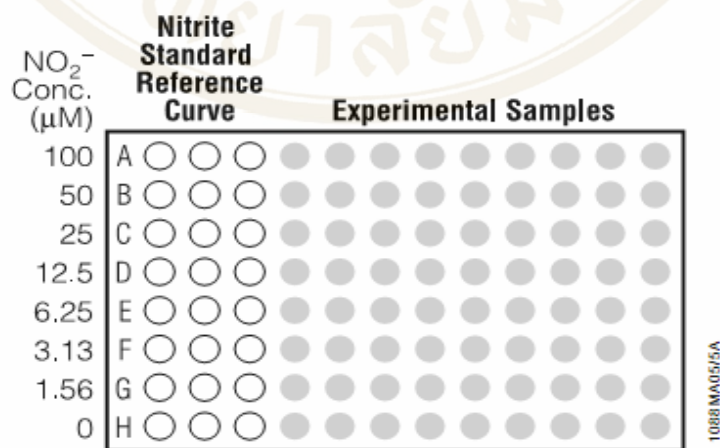 Nitrite
Standard
Reference
Curve
NO₂⁻
Conc.
(µM)
Experimental Samples
100 A
50 B
25 C
12.5 D
6.25 E
3.13 F
1.56 G
0 H
1088MA05/5A